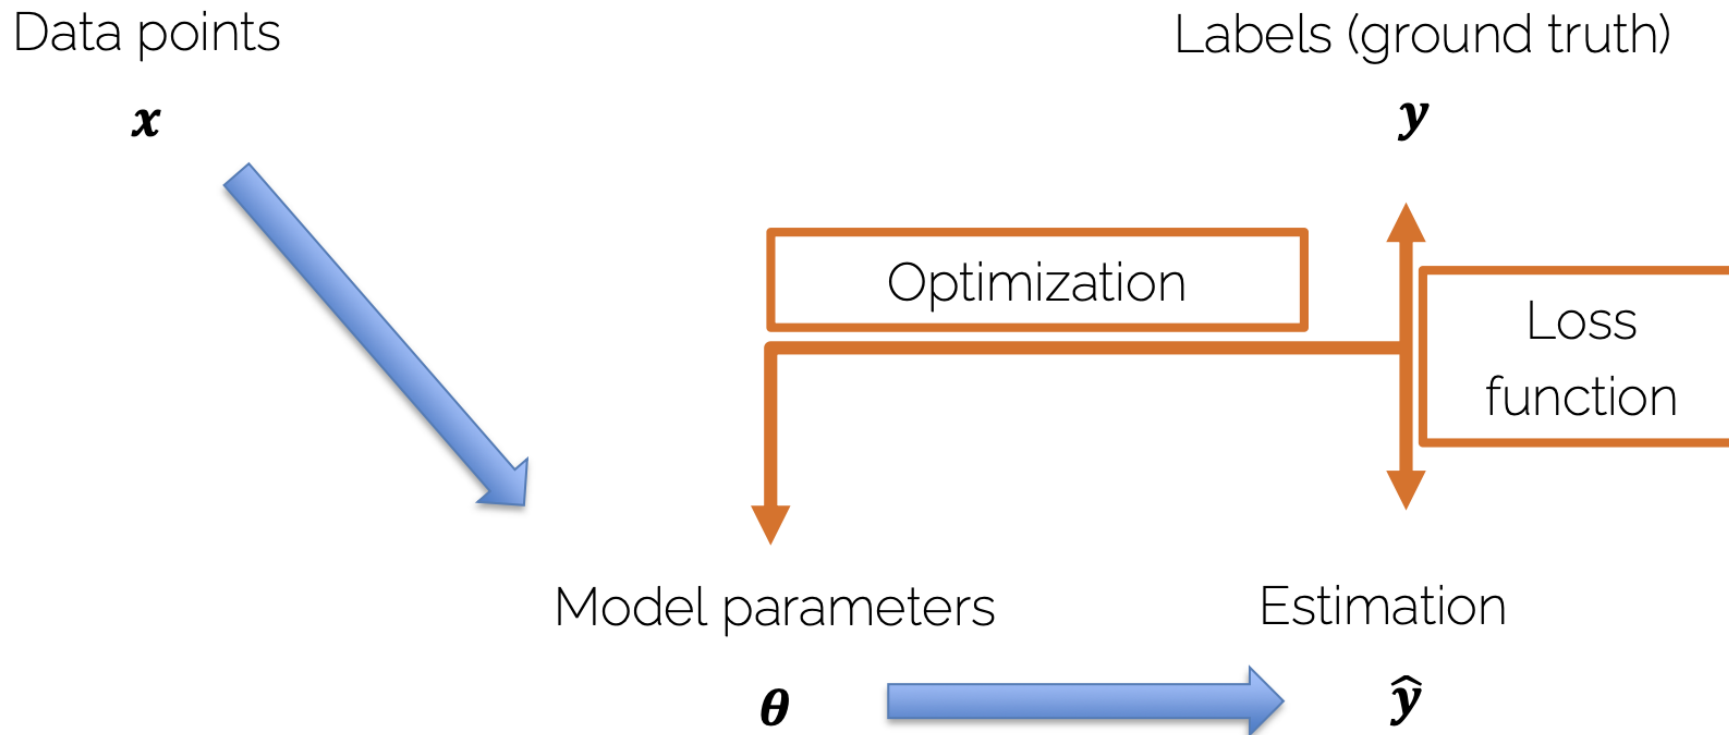 Data points
Labels (ground truth)
x
y
Optimization
Loss
function
Model parameters
Estimation
θ
ŷ